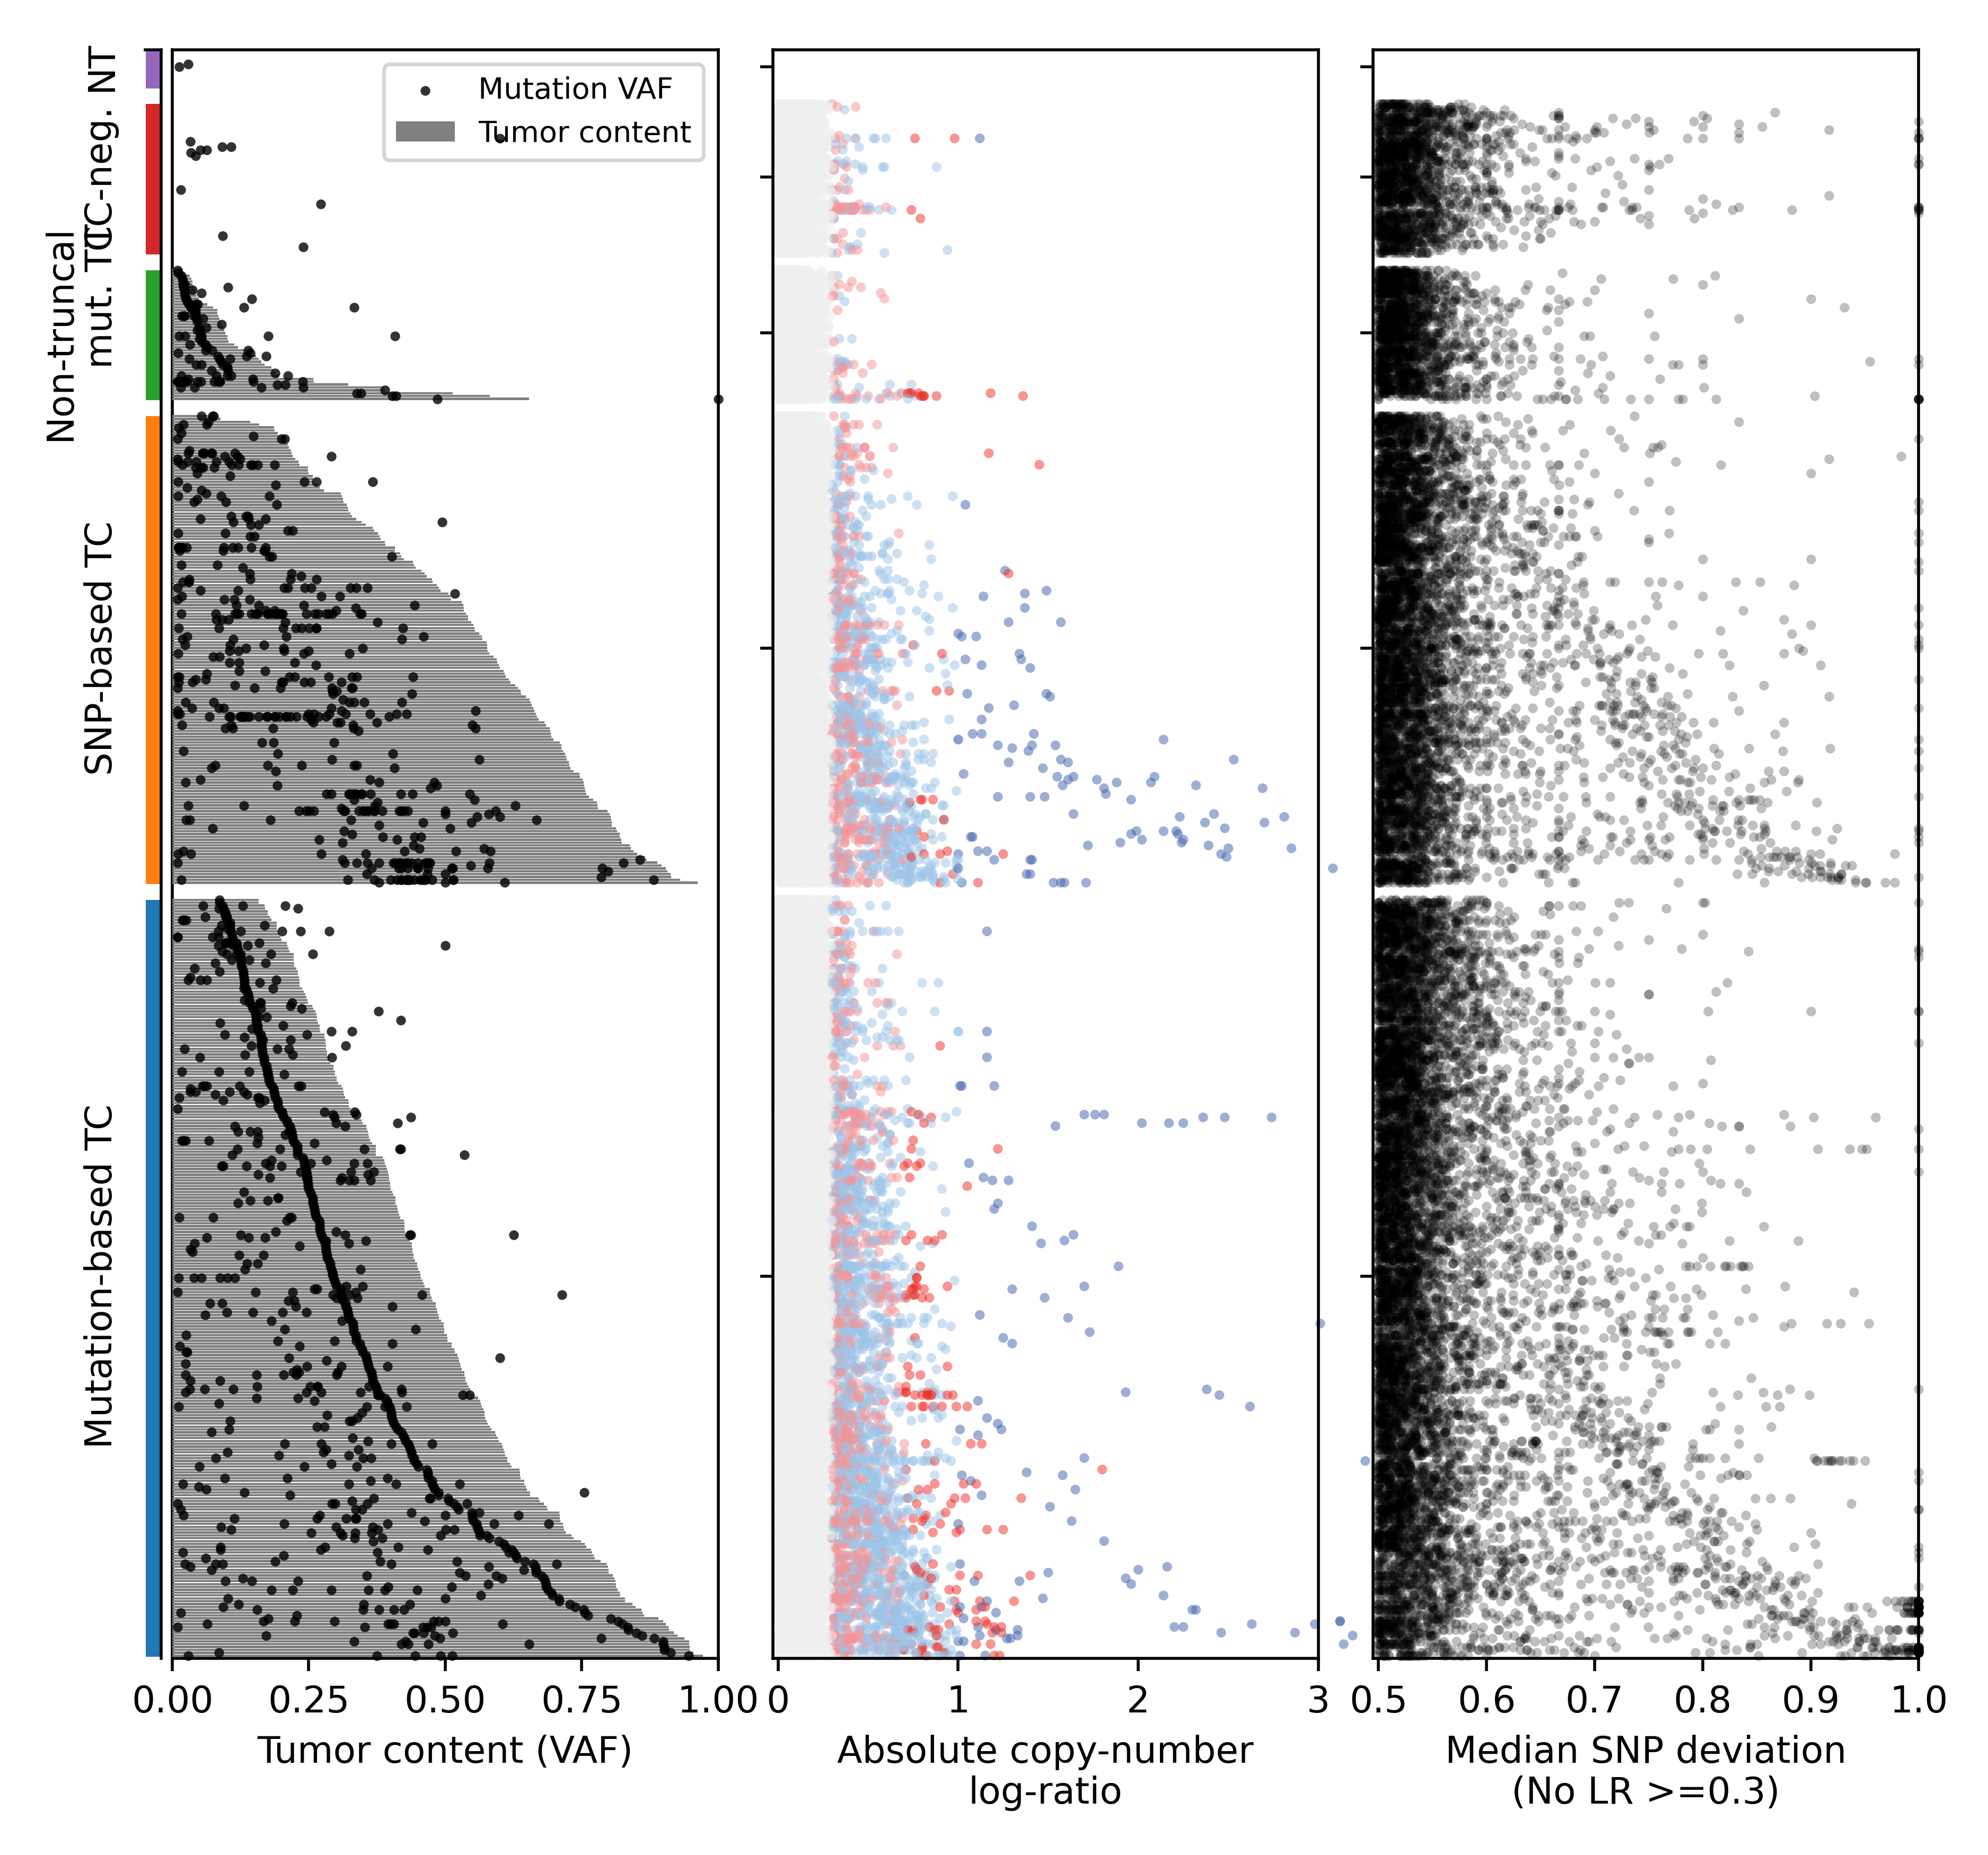 NT
TC-neg.
Non-truncal
mut. TC
SNP-based TC
Mutation-based TC
Mutation VAF
Tumor content
0.00 0.25 0.50 0.75 1.00
Tumor content (VAF)
0 1 2 3
Absolute copy-number
log-ratio
0.5 0.6 0.7 0.8 0.9 1.0
Median SNP deviation
(No LR >=0.3)